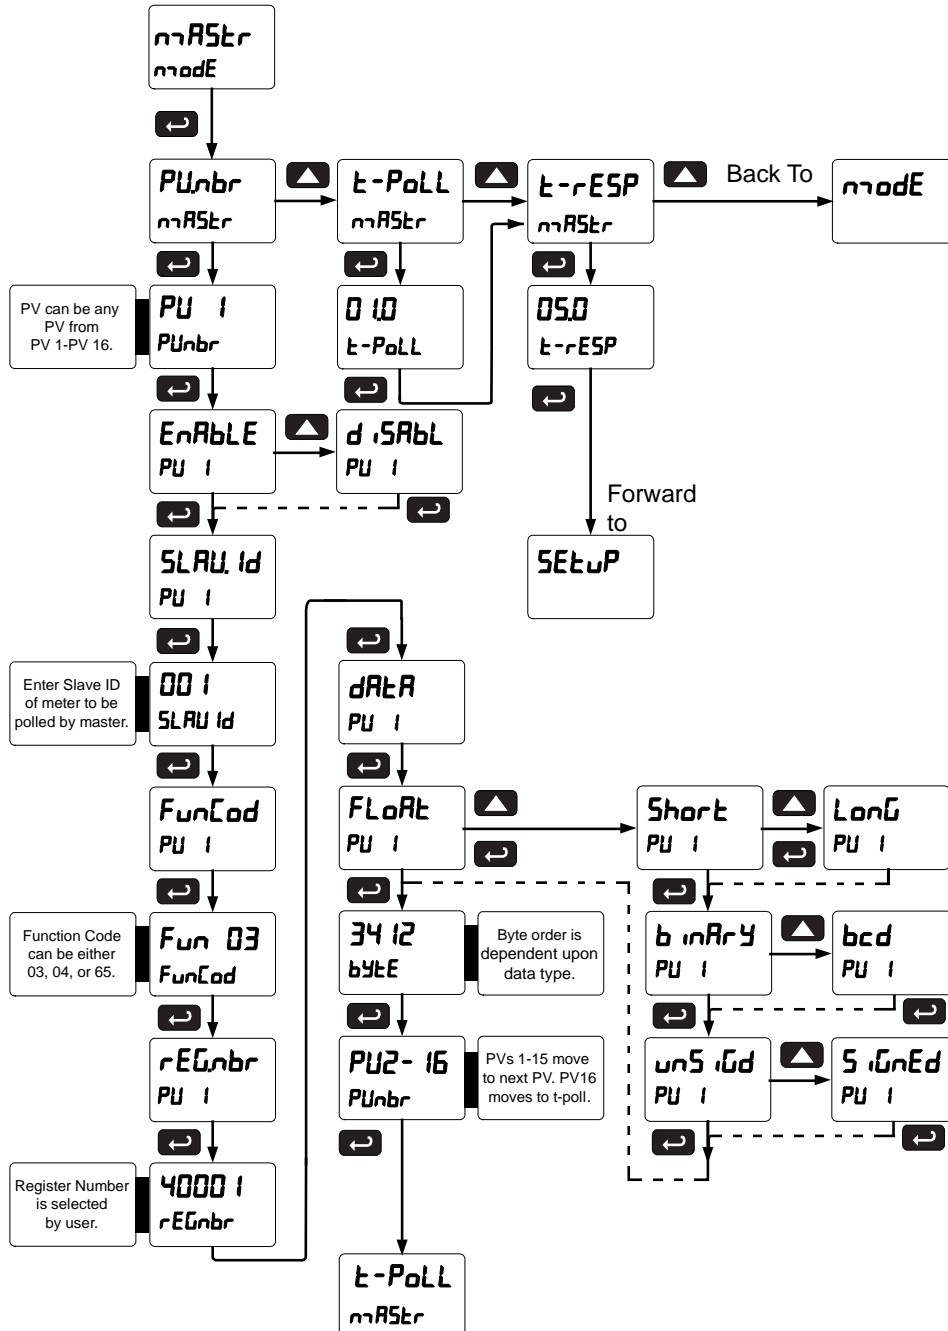 mAStr
modE
PV.nbr
mAStr
t-PoLL
mAStr
t-rESP
mAStr
Back To
modE
PV can be any
PV from
PV 1-PV 16.
PV 1
PVnbr
01.0
t-PoLL
05.0
t-rESP
EnAbLE
PV 1
diSAbL
PV 1
Forward
to
SEtuP
SLAV.Id
PV 1
Enter Slave ID
of meter to be
polled by master.
001
SLAVId
dAtA
PV 1
FunCod
PV 1
FLoAt
PV 1
Short
PV 1
LonG
PV 1
Function Code
can be either
03, 04, or 65.
Fun 03
FunCod
3412
bytE
Byte order is
dependent upon
data type.
binAry
PV 1
bcd
PV 1
rEG.nbr
PV 1
PV2-16
PVnbr
PVs 1-15 move
to next PV. PV16
moves to t-poll.
unSiGd
PV 1
SiGnEd
PV 1
Register Number
is selected
by user.
40001
rEGnbr
t-PoLL
mAStr